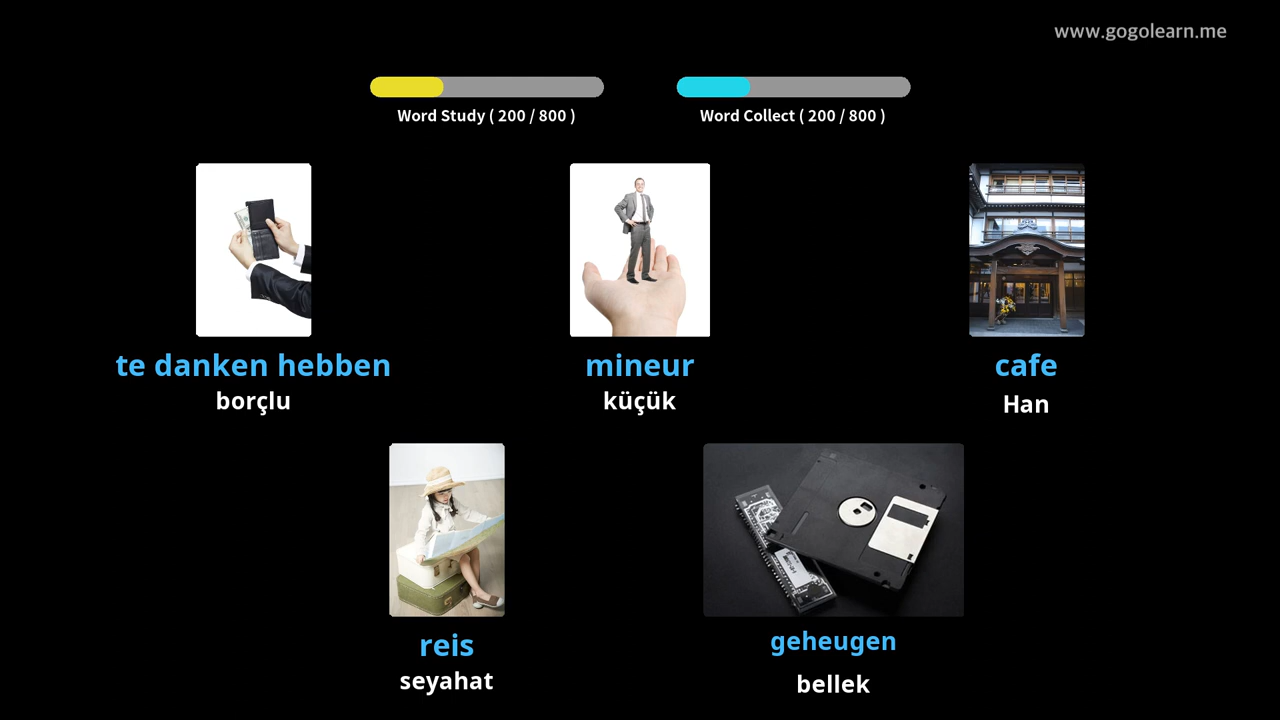 www.gogolearn.me
Word Study ( 200 / 800 )
Word Collect ( 200 / 800 )
te danken hebben
borçlu
mineur
küçük
cafe
Han
reis
seyahat
geheugen
bellek